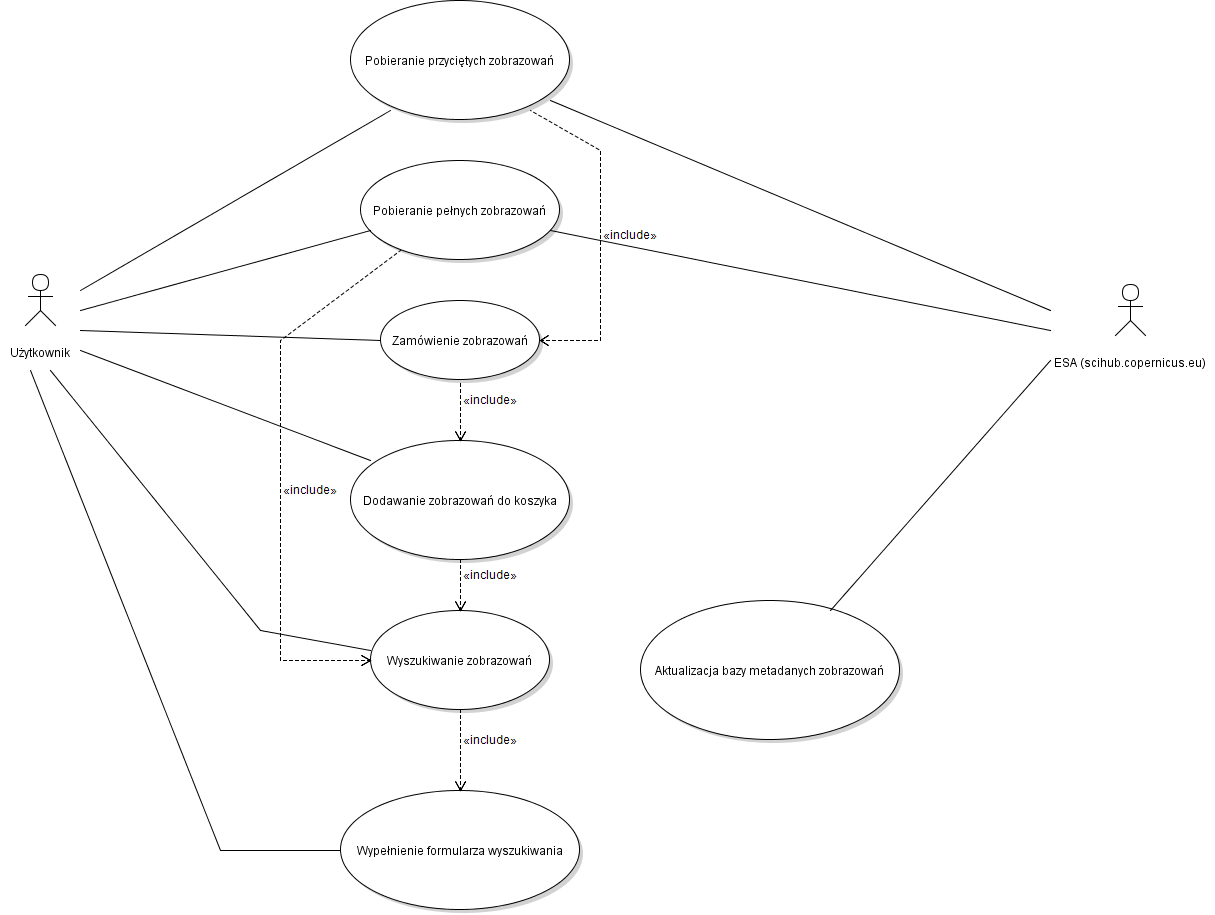 Pobieranie przyciętych zobrazowań
Pobieranie pełnych zobrazowań
«include»
Zamówienie zobrazowań
Użytkownik
ESA (scihub.copernicus.eu)
«include»
«include»
Dodawanie zobrazowań do koszyka
«include»
Wyszukiwanie zobrazowań
Aktualizacja bazy metadanych zobrazowań
«include»
Wypełnienie formularza wyszukiwania